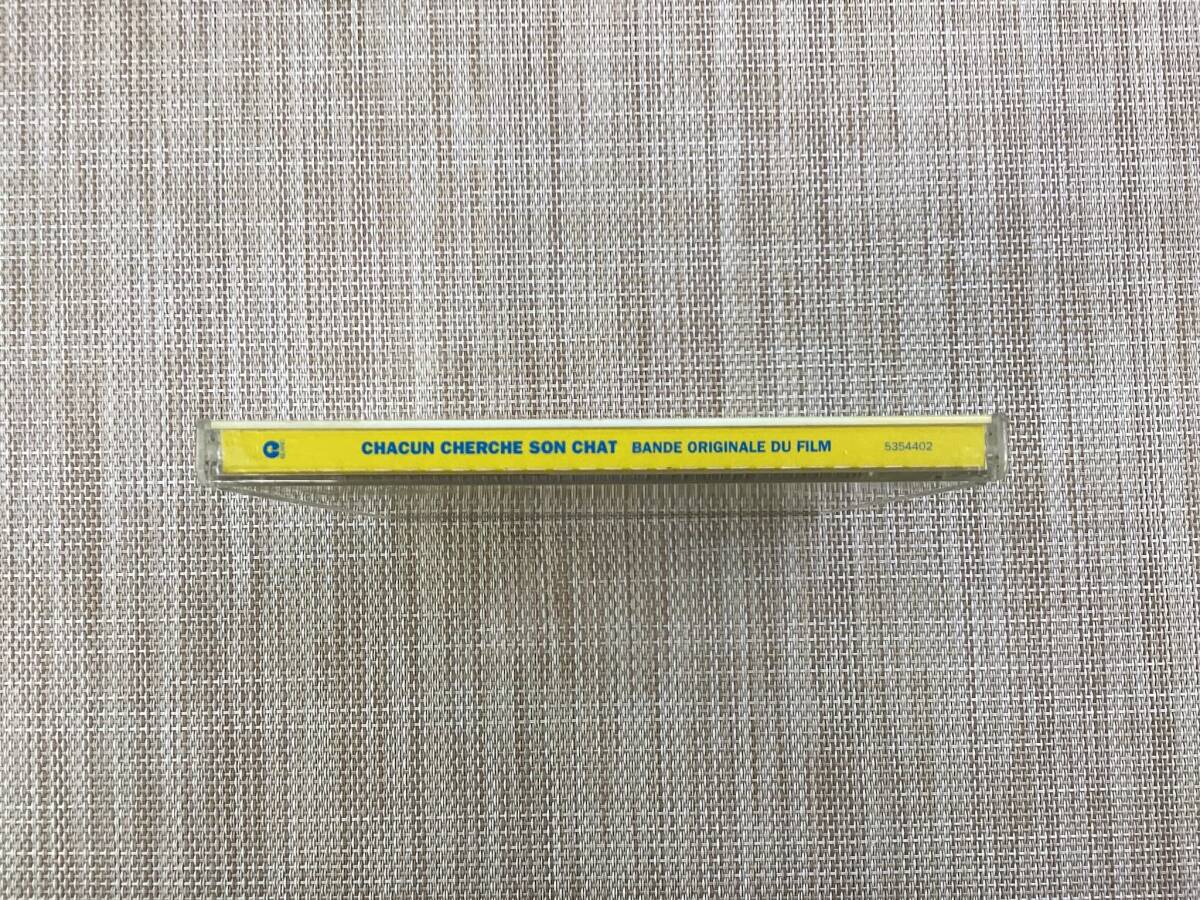 CHACUN CHERCHE SON CHAT BANDE ORIGINALE DU FILM 5354402